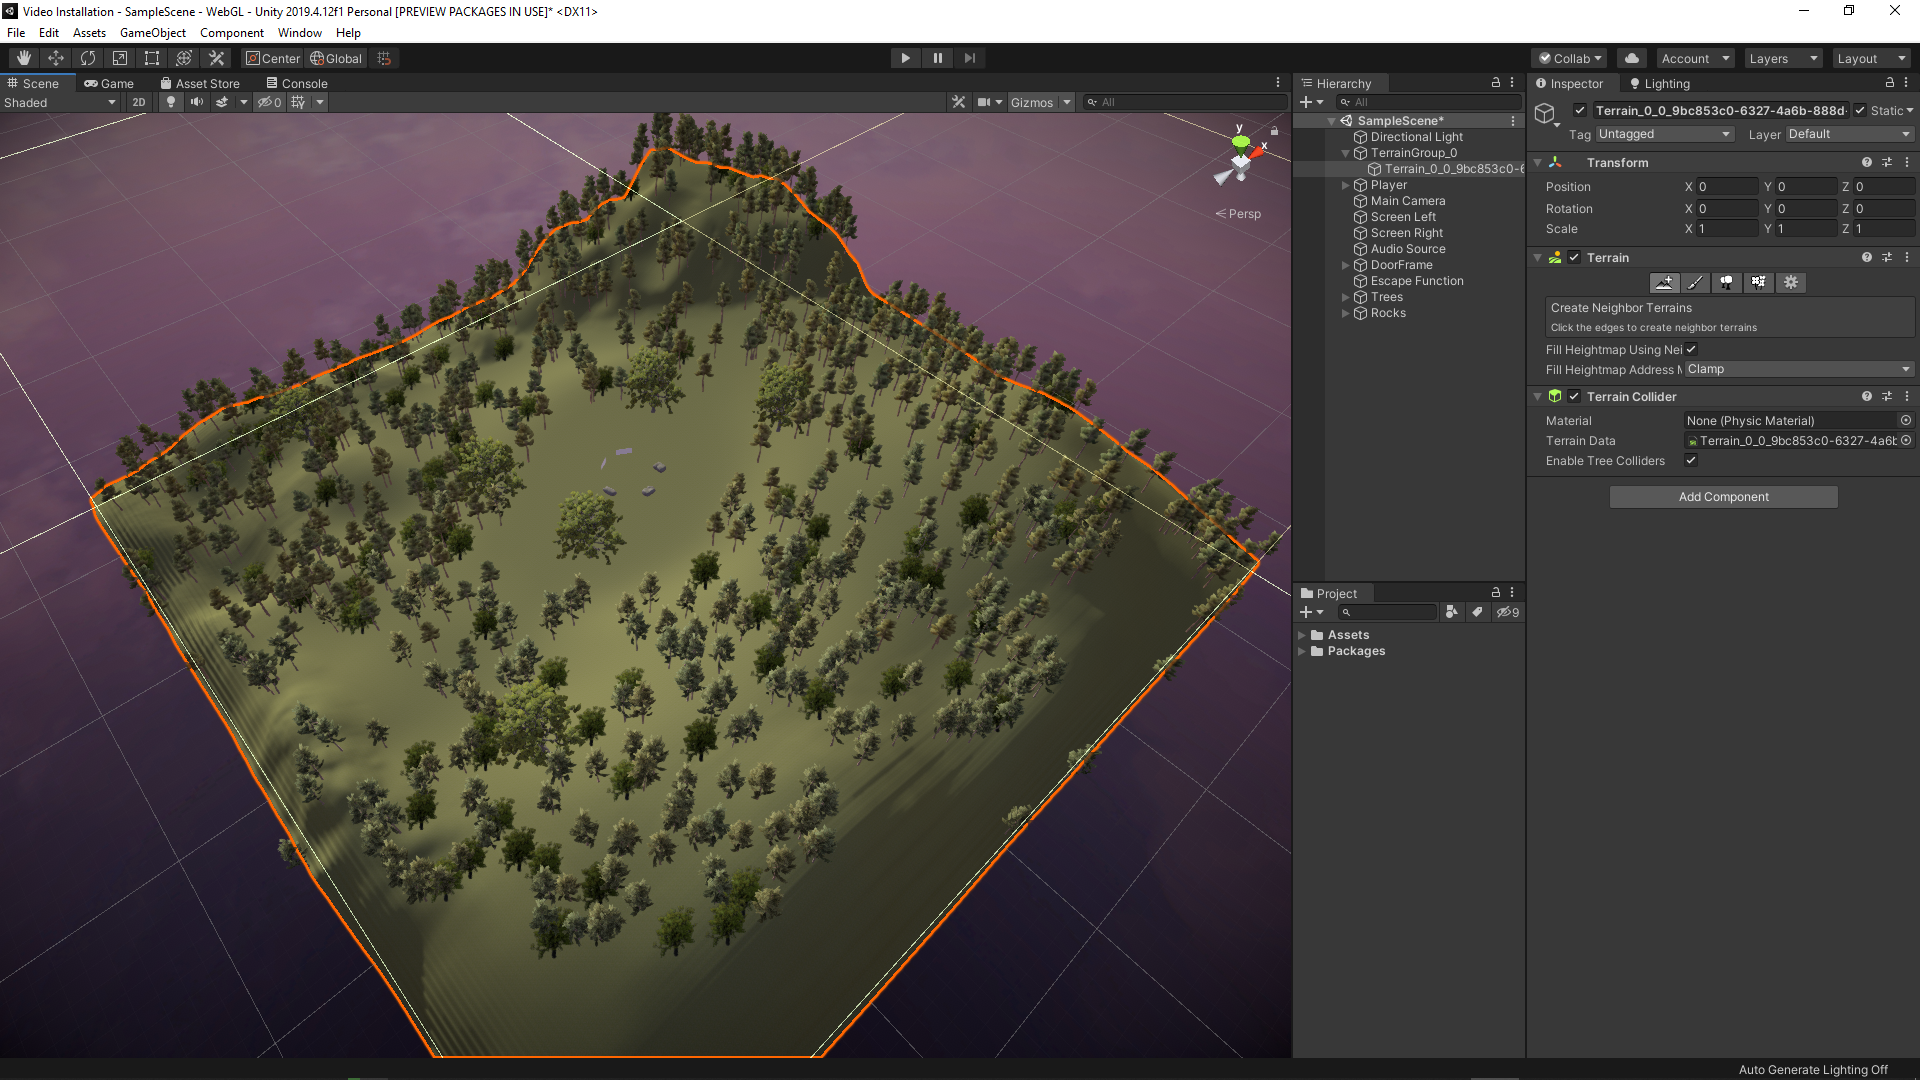 Video Installation - SampleScene - WebGL - Unity 2019.4.12f1 Personal [PREVIEW PACKAGES IN USE]* <DX11>
File Edit Assets GameObject Component Window Help
Center Global
Collab Account Layers Layout
Scene Game Asset Store Console
Shaded 2D 0 Gizmos All
y
x
Persp
Hierarchy
All
SampleScene*
Directional Light
TerrainGroup_0
Terrain_0_0_9bc853c0-6
Player
Main Camera
Screen Left
Screen Right
Audio Source
DoorFrame
Escape Function
Trees
Rocks
Project
9
Assets
Packages
Inspector Lighting
Terrain_0_0_9bc853c0-6327-4a6b-888d- Static
Tag Untagged Layer Default
Transform
Position X 0 Y 0 Z 0
Rotation X 0 Y 0 Z 0
Scale X 1 Y 1 Z 1
Terrain
Create Neighbor Terrains
Click the edges to create neighbor terrains
Fill Heightmap Using Nei
Fill Heightmap Address M Clamp
Terrain Collider
Material None (Physic Material)
Terrain Data Terrain_0_0_9bc853c0-6327-4a6b
Enable Tree Colliders
Add Component
Auto Generate Lighting Off